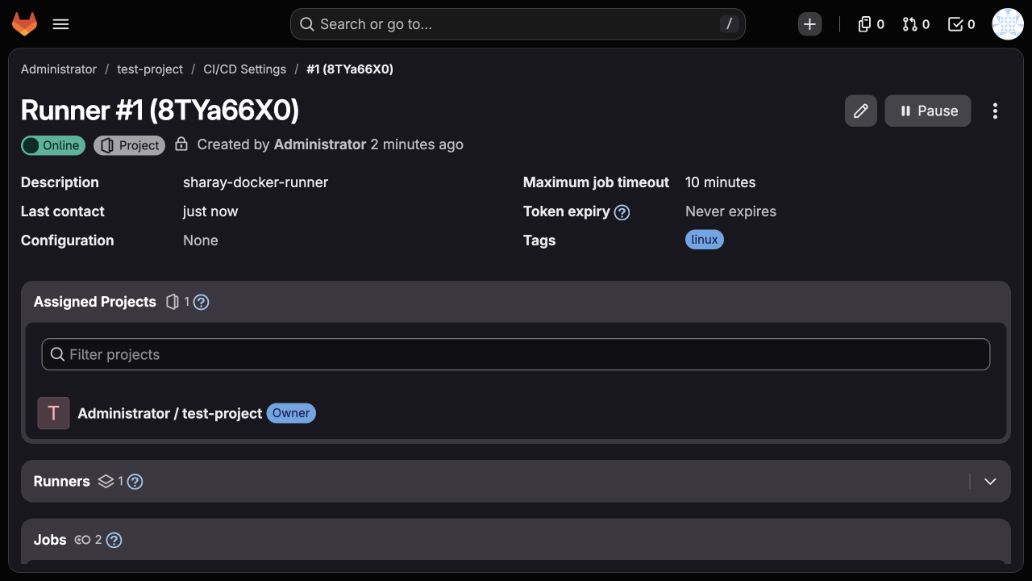 Search or go to...
/
0
0
0
Administrator / test-project / CI/CD Settings / #1 (8TYa66X0)
Runner #1 (8TYa66X0)
Pause
Online
Project
Created by Administrator 2 minutes ago
Description
sharay-docker-runner
Maximum job timeout
10 minutes
Last contact
just now
Token expiry
Never expires
Configuration
None
Tags
linux
Assigned Projects 1
Filter projects
T
Administrator / test-project Owner
Runners 1
Jobs 2